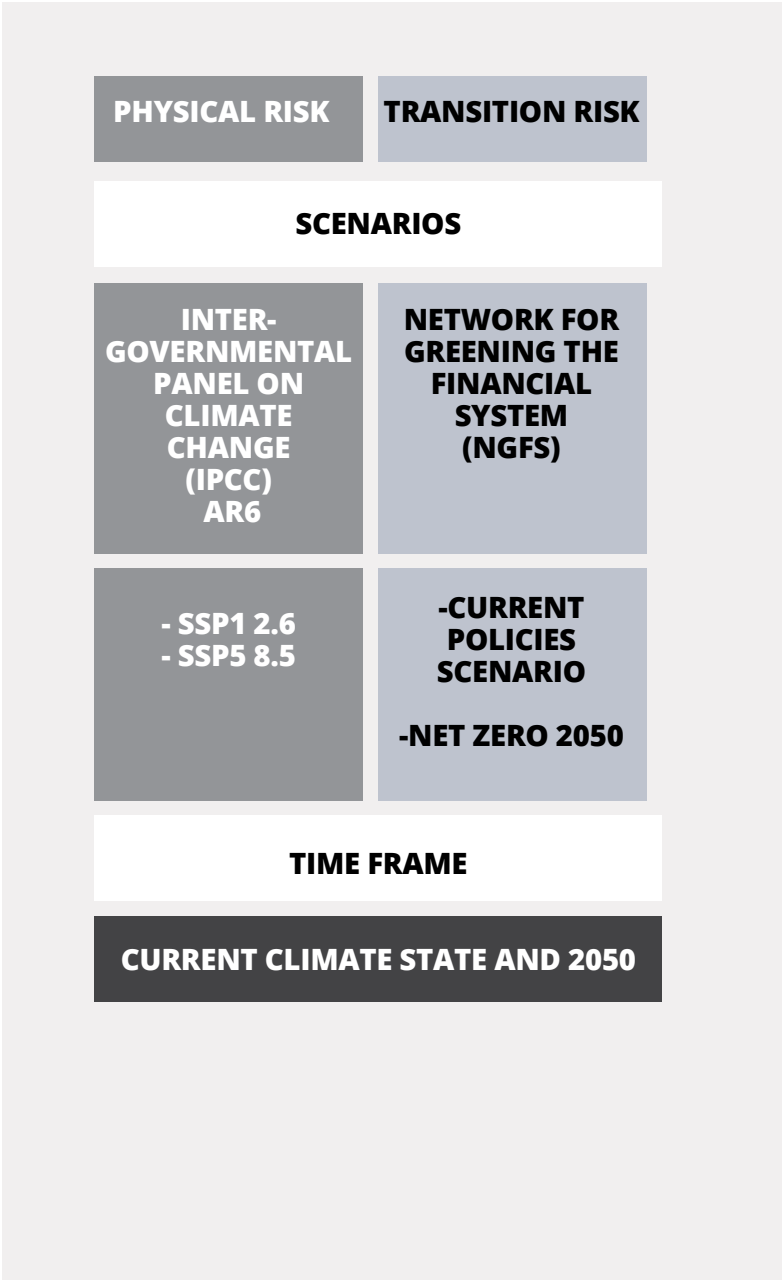 PHYSICAL RISK
TRANSITION RISK
SCENARIOS
INTER-
GOVERNMENTAL
PANEL ON
CLIMATE
CHANGE
(IPCC)
AR6
NETWORK FOR
GREENING THE
FINANCIAL
SYSTEM
(NGFS)
- SSP1 2.6
- SSP5 8.5
-CURRENT
POLICIES
SCENARIO
-NET ZERO 2050
TIME FRAME
CURRENT CLIMATE STATE AND 2050